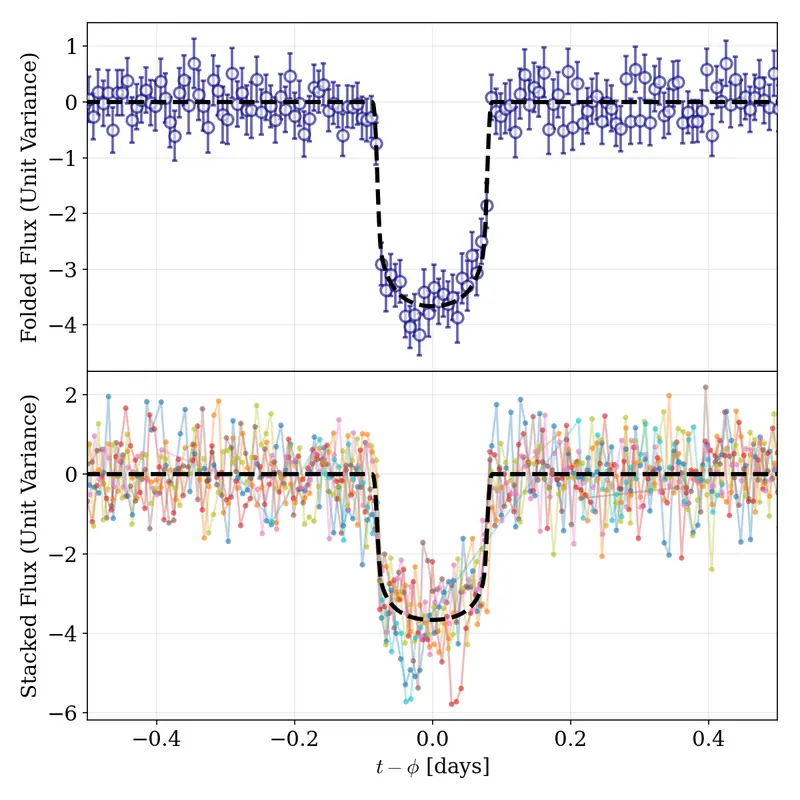 Folded Flux (Unit Variance)
1
0
−1
−2
−3
−4
Stacked Flux (Unit Variance)
2
0
−2
−4
−6
−0.4 −0.2 0.0 0.2 0.4
t − ϕ [days]